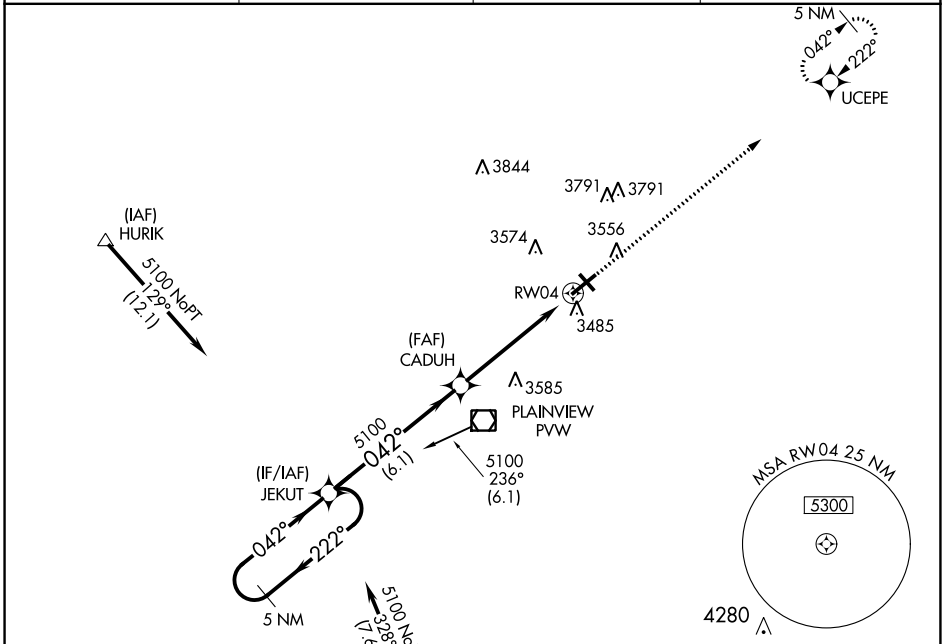 5 NM
042°
222°
UCEPE
3844
3791
3791
(IAF)
HURIK
3574
3556
5100 NoPT
129°
(12.1)
RW04
3485
(FAF)
CADUH
3585
PLAINVIEW
PVW
5100
042°
(6.1)
5100
236°
(6.1)
(IF/IAF)
JEKUT
MSA RW04 25 NM
5300
042°
222°
5 NM
5100
328°
4280